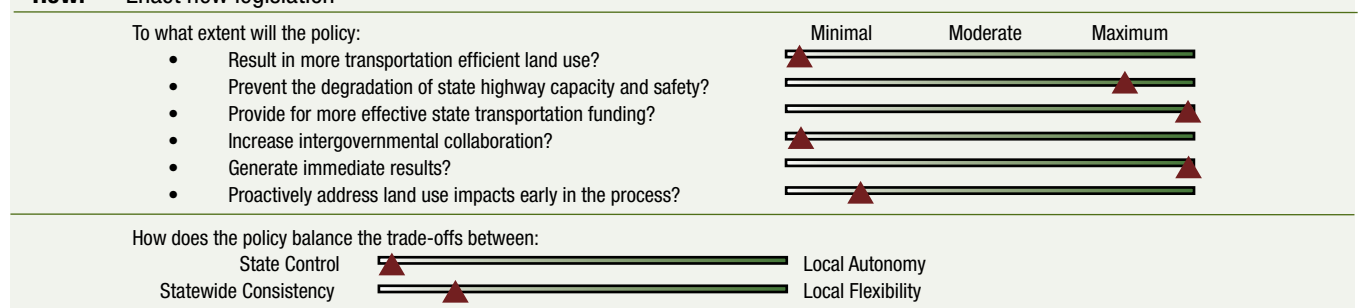 How: Enact new legislation
To what extent will the policy: Minimal Moderate Maximum
• Result in more transportation efficient land use?
• Prevent the degradation of state highway capacity and safety?
• Provide for more effective state transportation funding?
• Increase intergovernmental collaboration?
• Generate immediate results?
• Proactively address land use impacts early in the process?
How does the policy balance the trade-offs between:
State Control Local Autonomy
Statewide Consistency Local Flexibility